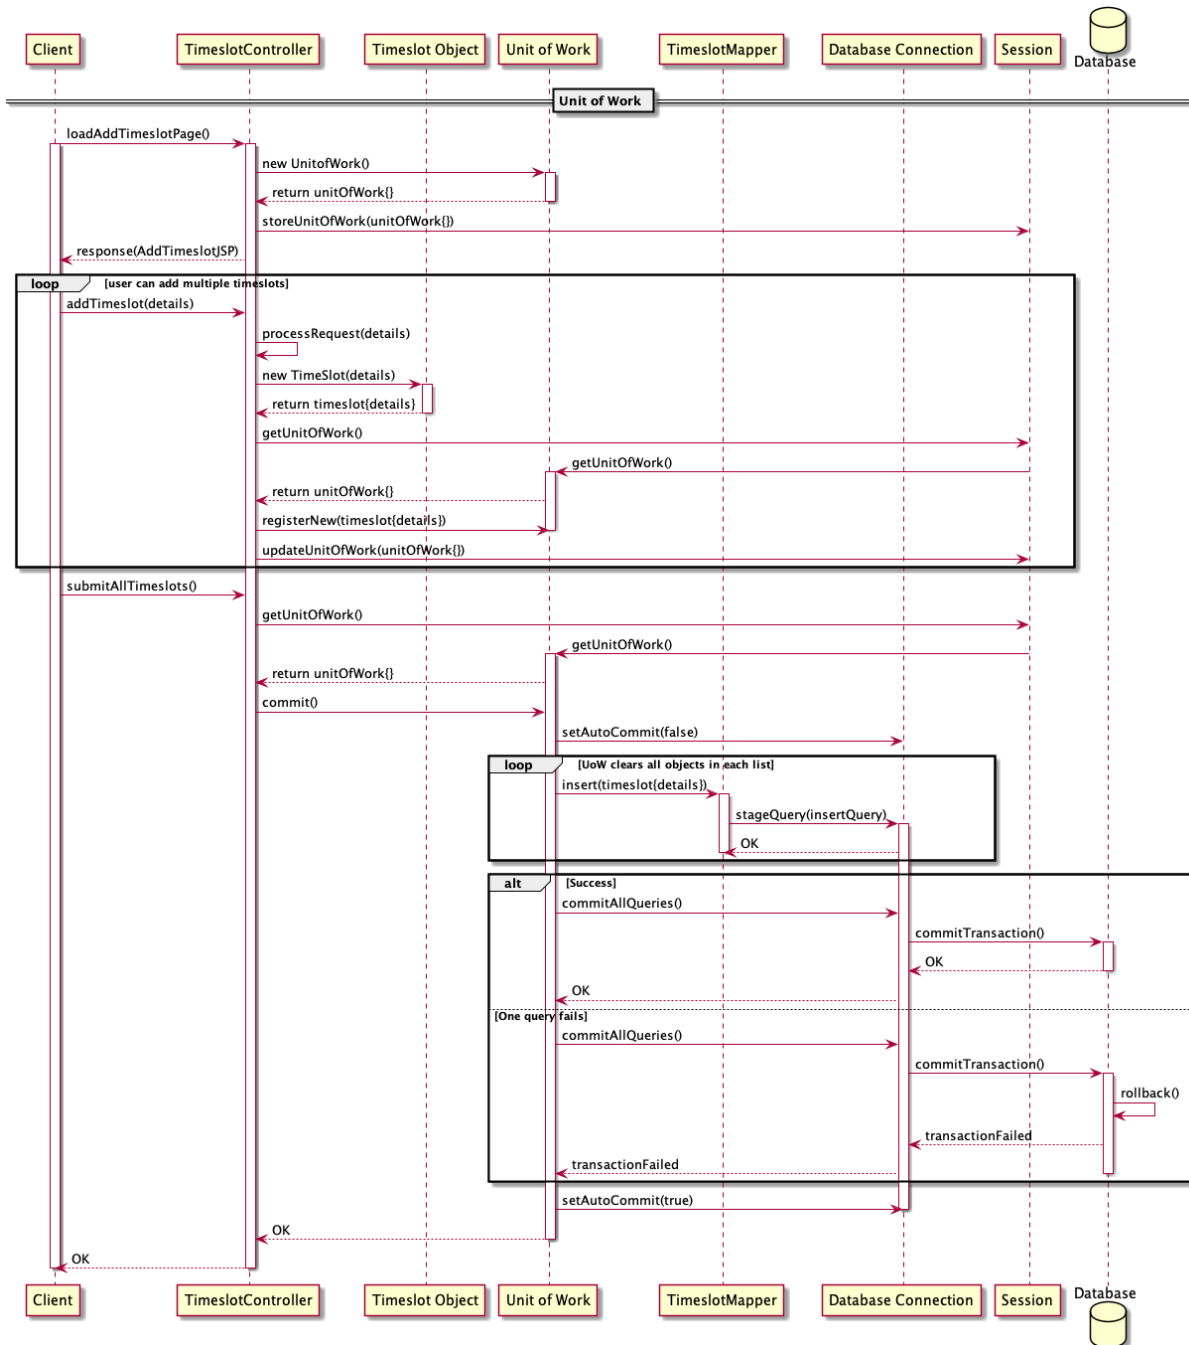 Client
TimeslotController
Timeslot Object
Unit of Work
TimeslotMapper
Database Connection
Session
Database
Unit of Work
loadAddTimeslotPage()
new UnitofWork()
return unitOfWork{}
storeUnitOfWork(unitOfWork{})
response(AddTimeslotJSP)
loop [user can add multiple timeslots]
addTimeslot(details)
processRequest(details)
new TimeSlot(details)
return timeslot{details}
getUnitOfWork()
getUnitOfWork()
return unitOfWork{}
registerNew(timeslot{details})
updateUnitOfWork(unitOfWork{})
submitAllTimeslots()
getUnitOfWork()
getUnitOfWork()
return unitOfWork{}
commit()
setAutoCommit(false)
loop [UoW clears all objects in each list]
insert(timeslot{details})
stageQuery(insertQuery)
OK
alt [Success]
commitAllQueries()
commitTransaction()
OK
OK
[One query fails]
commitAllQueries()
commitTransaction()
rollback()
transactionFailed
transactionFailed
setAutoCommit(true)
OK
OK
Client
TimeslotController
Timeslot Object
Unit of Work
TimeslotMapper
Database Connection
Session
Database